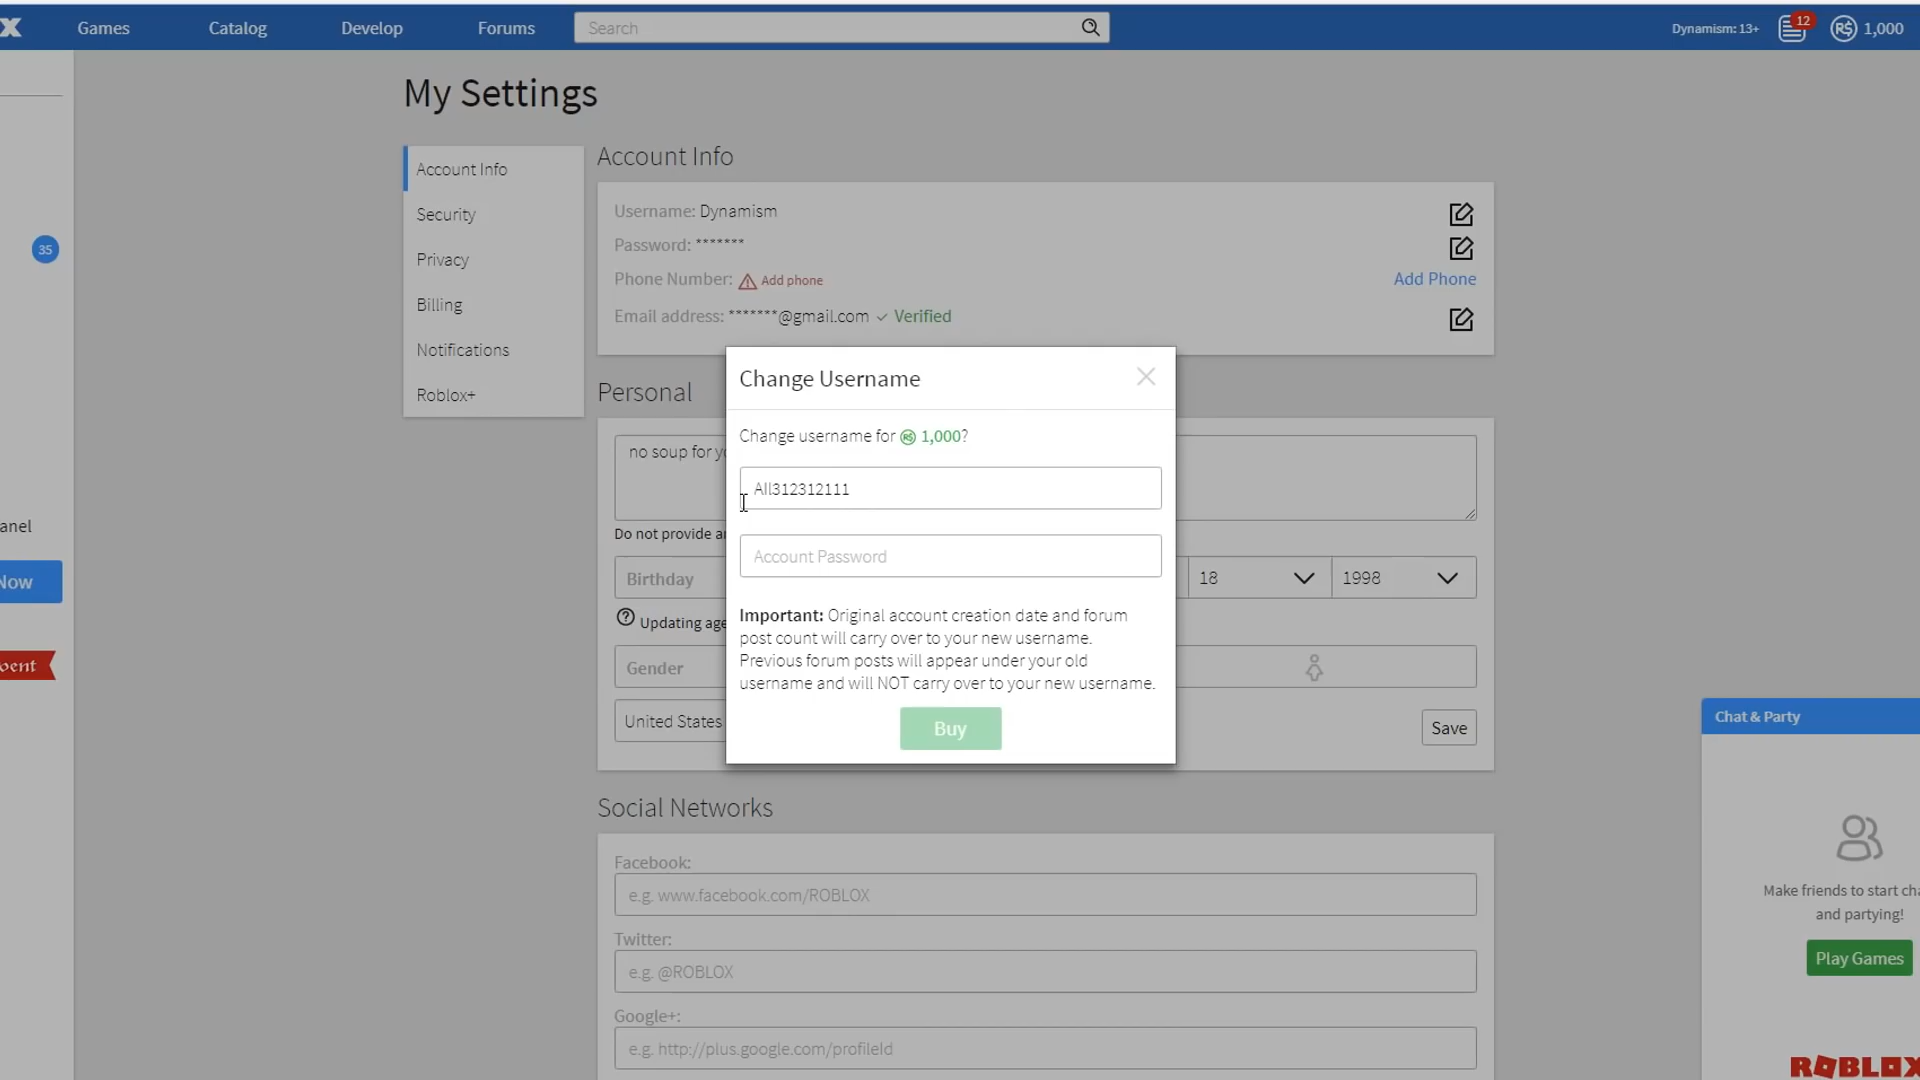 X
Games
Catalog
Develop
Forums
Search
Dynamism: 13+
12
R$ 1,000
My Settings
Account Info
Security
Privacy
Billing
Notifications
Roblox+
35
anel
Now
Account Info
Username: Dynamism
Password: *******
Phone Number: Add phone
Add Phone
Email address: *******@gmail.com ✓ Verified
Personal
no soup for y
Do not provide a
Birthday
18
1998
Updating age
Gender
United States
Save
Change Username
Change username for R$ 1,000?
All312312111
Account Password
Important: Original account creation date and forum
post count will carry over to your new username.
Previous forum posts will appear under your old
username and will NOT carry over to your new username.
Buy
Social Networks
Facebook:
e.g. www.facebook.com/ROBLOX
Twitter:
e.g. @ROBLOX
Google+:
e.g. http://plus.google.com/profileId
Chat & Party
Make friends to start cha
and partying!
Play Games
ROBLOX